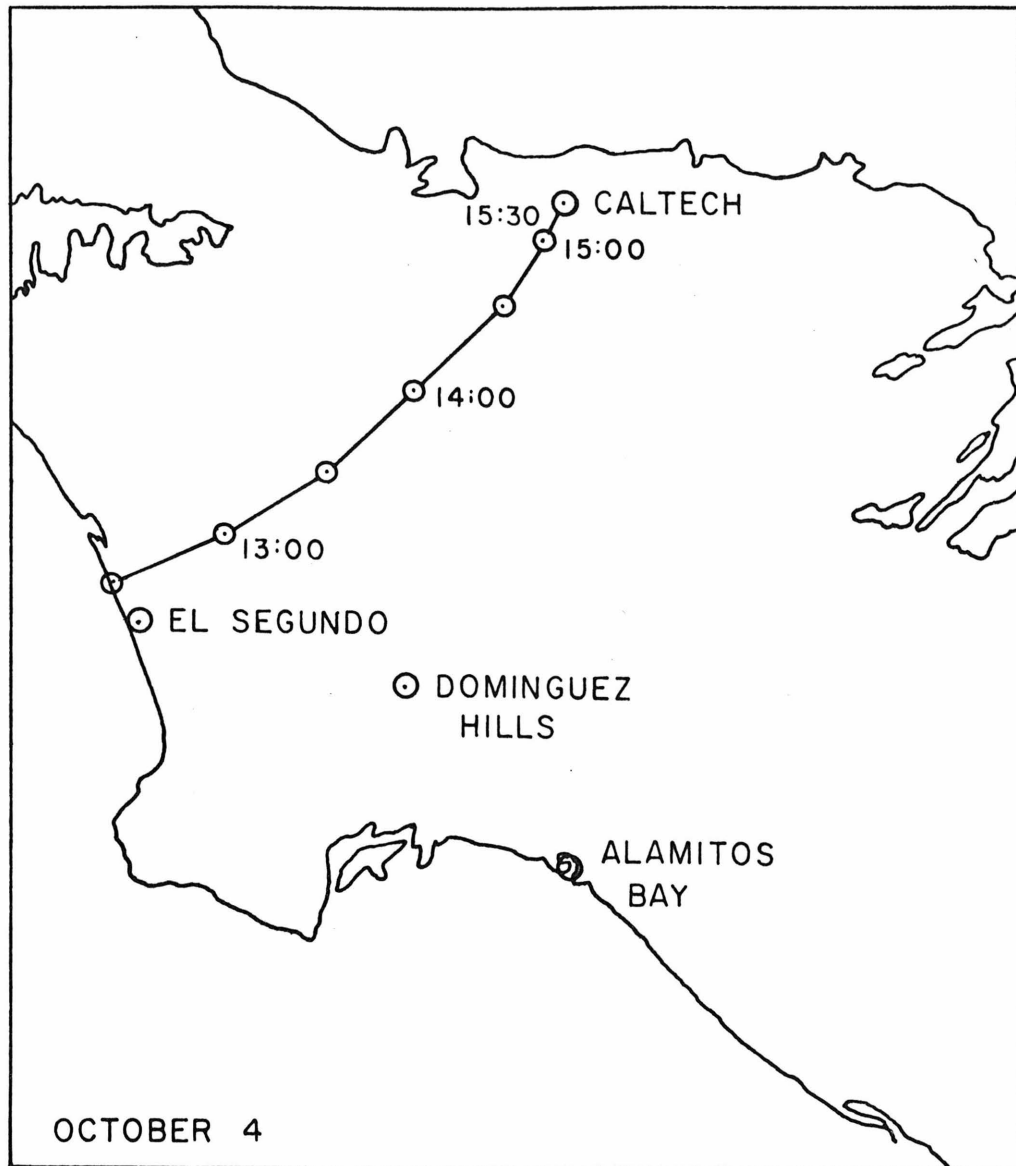 CALTECH
15:30
15:00
14:00
13:00
EL SEGUNDO
DOMINGUEZ
HILLS
ALAMITOS
BAY
OCTOBER 4